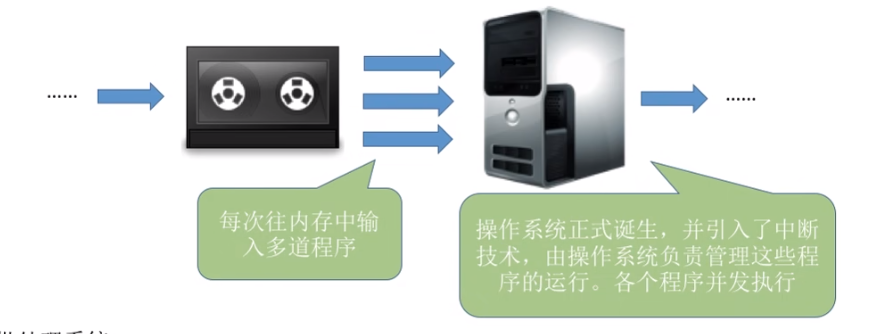 ……
……
每次往内存中输
入多道程序
操作系统正式诞生，并引入了中断
技术，由操作系统负责管理这些程
序的运行。各个程序并发执行